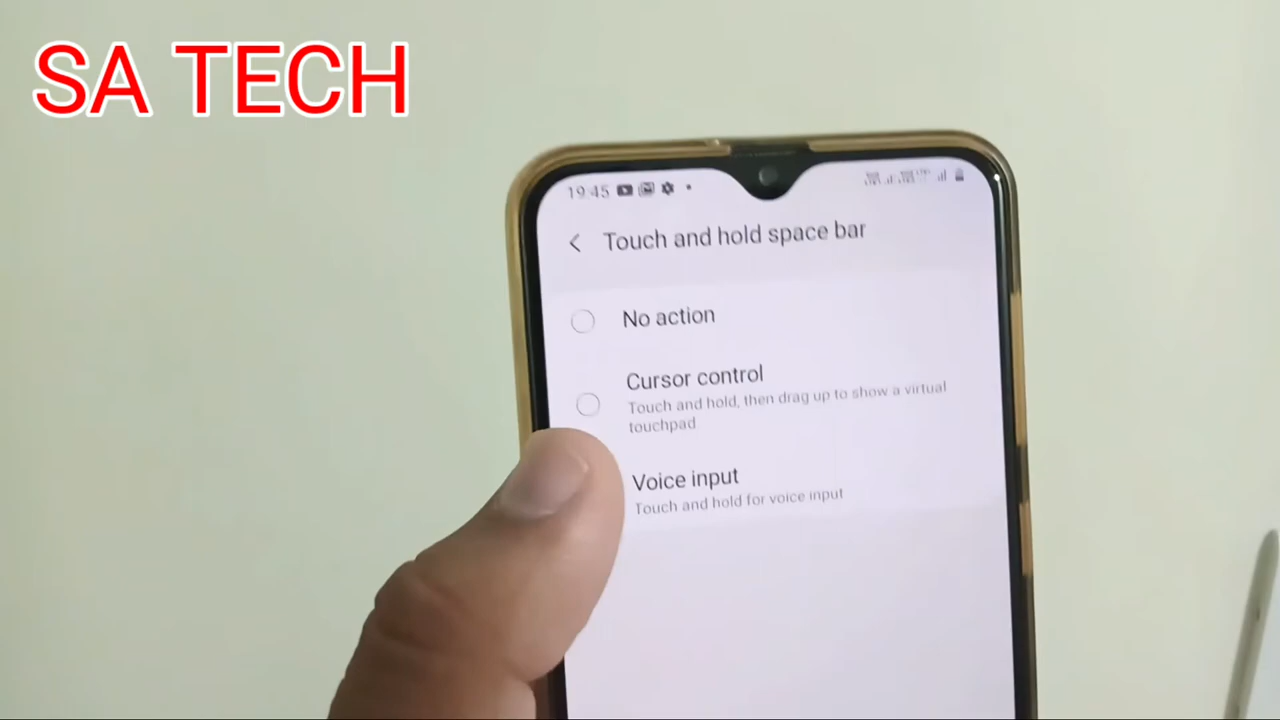 SA TECH
19:45
Touch and hold space bar
No action
Cursor control
Touch and hold, then drag up to show a virtual
touchpad
Voice input
Touch and hold for voice input